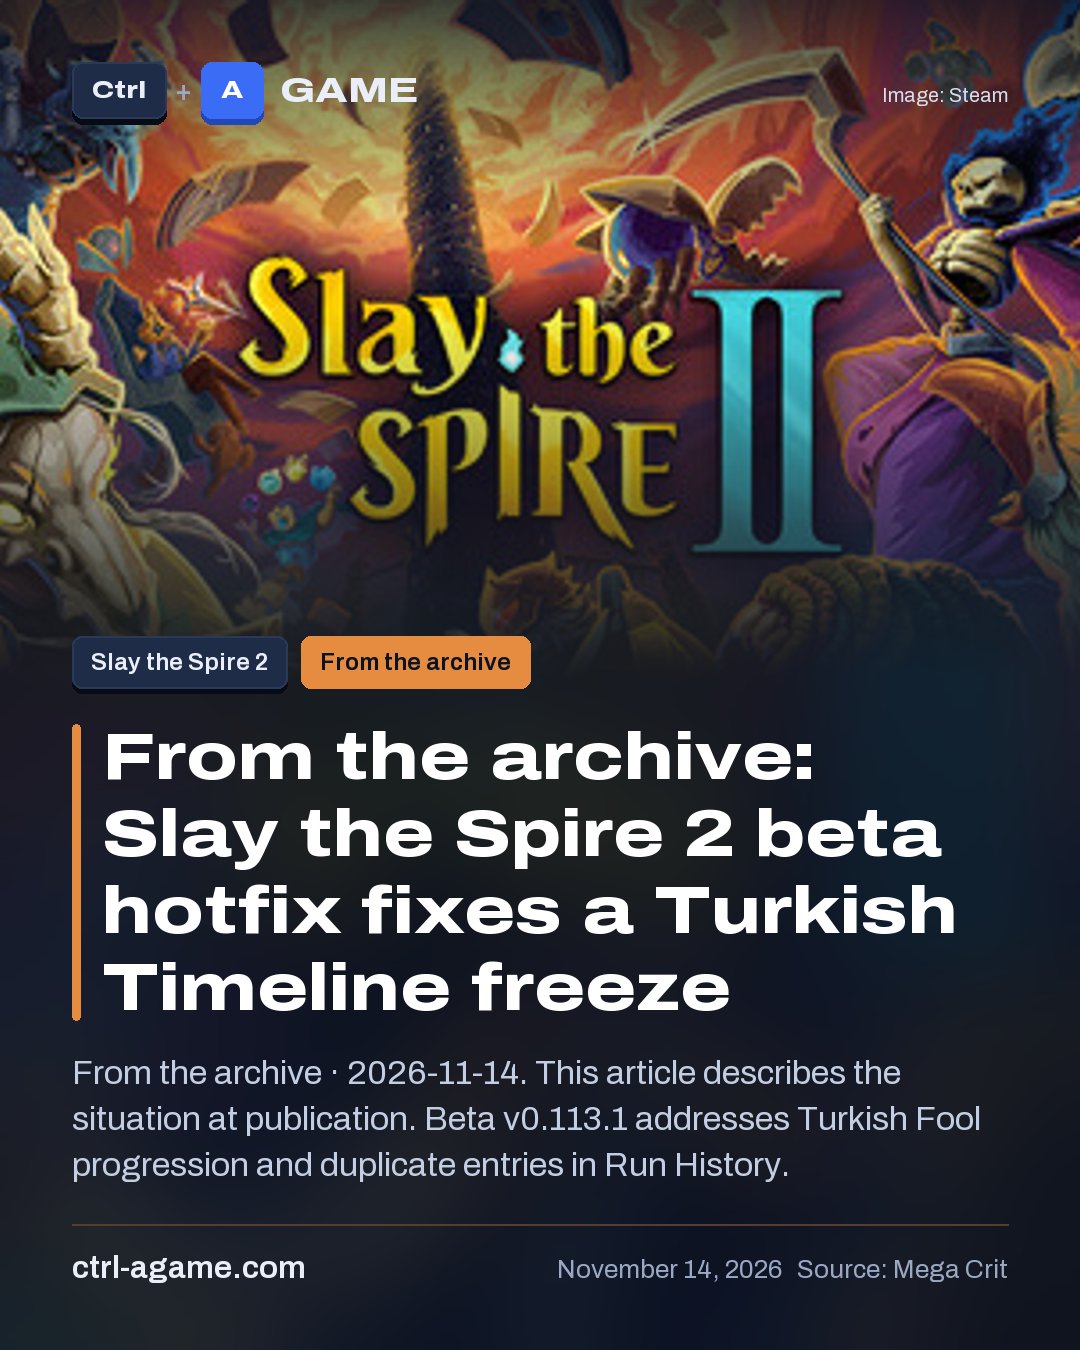 Ctrl + A GAME
Image: Steam
Slay the
SPIRE II
Slay the Spire 2
From the archive
From the archive:
Slay the Spire 2 beta
hotfix fixes a Turkish
Timeline freeze
From the archive · 2026-11-14. This article describes the
situation at publication. Beta v0.113.1 addresses Turkish Fool
progression and duplicate entries in Run History.
ctrl-agame.com
November 14, 2026 Source: Mega Crit